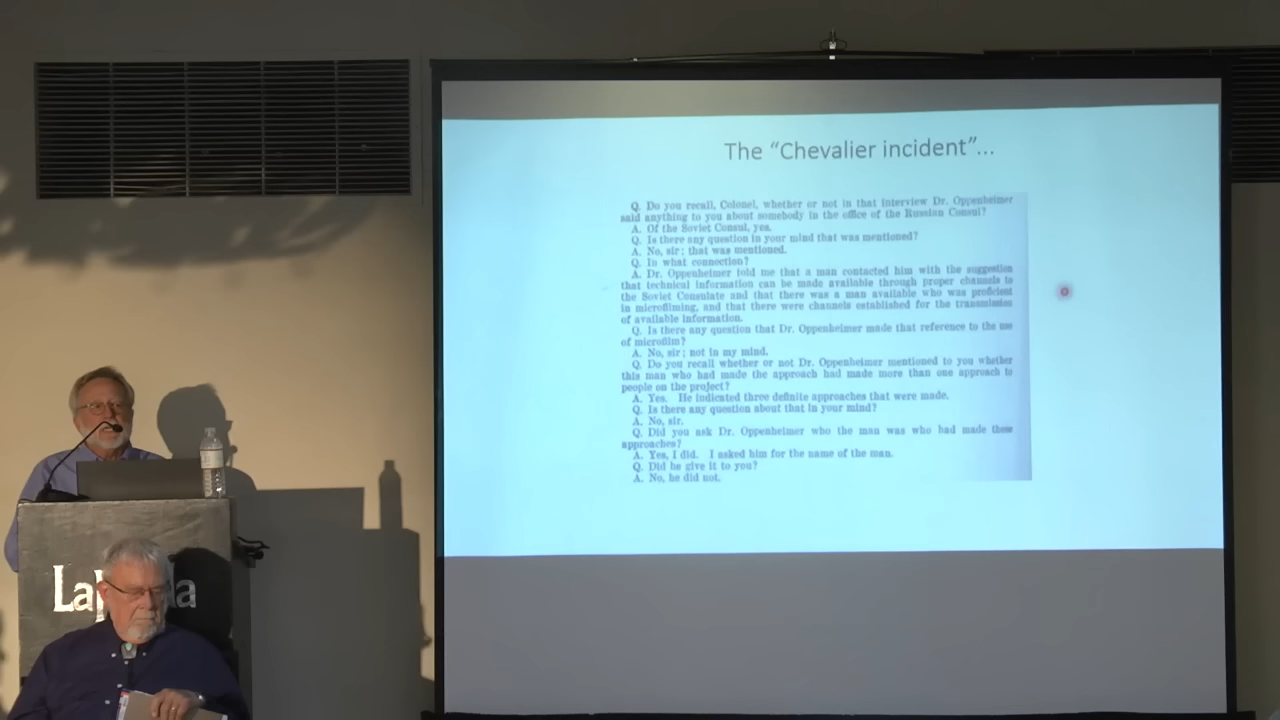 The “Chevalier incident”...
Q. Do you recall, Colonel, whether or not in that interview Dr. Oppenheimer
said anything to you about somebody in the office of the Russian Consul?
A. Of the Soviet Consul, yes.
Q. Is there any question in your mind that was mentioned?
A. No, sir; that was mentioned.
Q. In what connection?
A. Dr. Oppenheimer told me that a man contacted him with the suggestion
that technical information can be made available through proper channels to
the Soviet Consulate and that there was a man available who was proficient
in microfilming, and that there were channels established for the transmission
of available information.
Q. Is there any question that Dr. Oppenheimer made that reference to the use
of microfilm?
A. No, sir; not in my mind.
Q. Do you recall whether or not Dr. Oppenheimer mentioned to you whether
this man who had made the approach had made more than one approach to
people on the project?
A. Yes. He indicated three definite approaches that were made.
Q. Is there any question about that in your mind?
A. No, sir.
Q. Did you ask Dr. Oppenheimer who the man was who had made these
approaches?
A. Yes, I did. I asked him for the name of the man.
Q. Did he give it to you?
A. No, he did not.